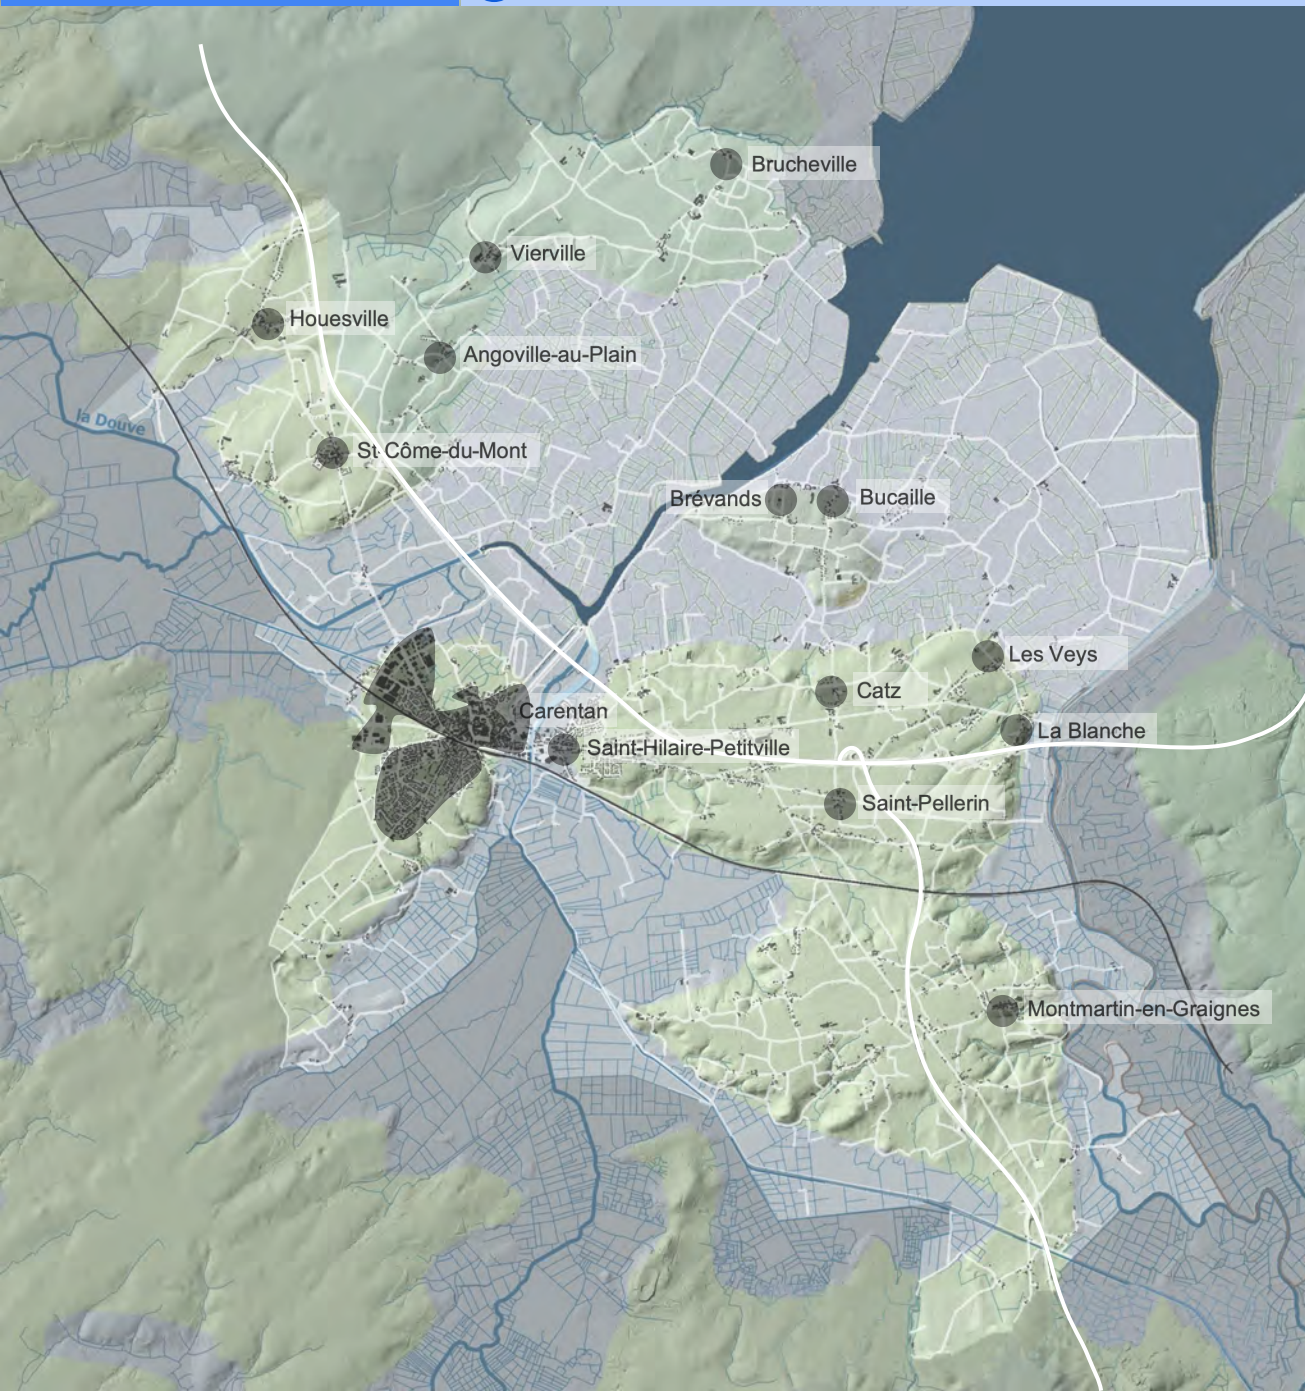 Brucheville
Vierville
Houesville
Angoville-au-Plain
la Douve
St Côme-du-Mont
Brévands
Bucaille
Les Veys
Catz
Carentan
La Blanche
Saint-Hilaire-Petitville
Saint-Pellerin
Montmartin-en-Graignes